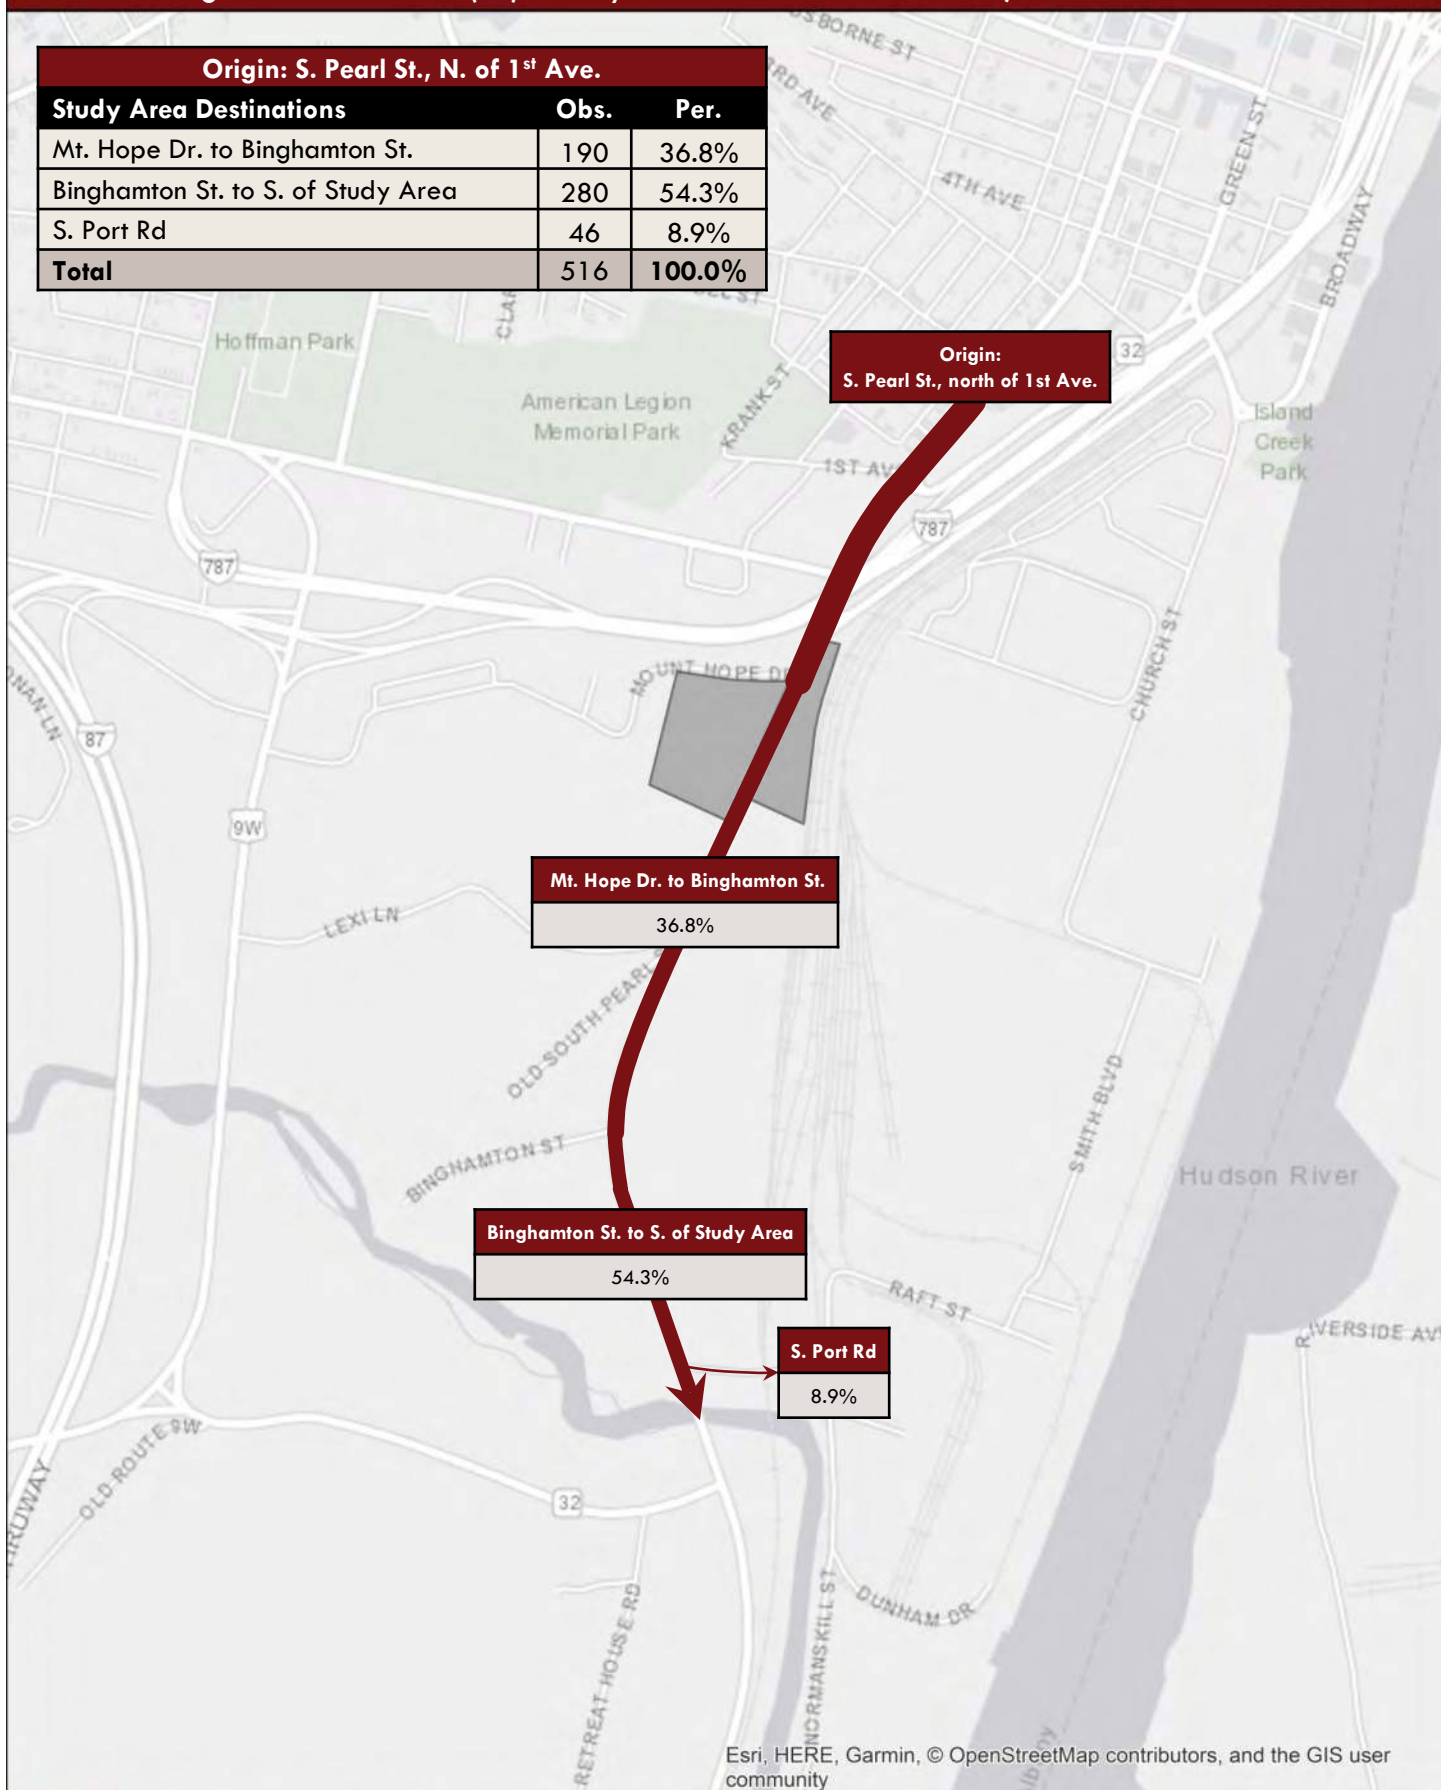 Origin: S. Pearl St., N. of 1st Ave.
Study Area Destinations Obs. Per.
Mt. Hope Dr. to Binghamton St. 190 36.8%
Binghamton St. to S. of Study Area 280 54.3%
S. Port Rd 46 8.9%
Total 516 100.0%
OSBORNE ST
3RD AVE
GREEN ST
4TH AVE
BROADWAY
Hoffman Park
32
Origin:
S. Pearl St., north of 1st Ave.
American Legion
Memorial Park
KRANK ST
Island
Creek
Park
1ST AV
787
787
CHURCH ST
MOUNT HOPE D
87
9W
Mt. Hope Dr. to Binghamton St.
36.8%
LEXI LN
OLD SOUTH PEARL
SMITH BLVD
BINGHAMTON ST
Hudson River
Binghamton St. to S. of Study Area
54.3%
RAFT ST
RIVERSIDE AV
S. Port Rd
8.9%
OLD ROUTE 9W
32
RUWAY
DUNHAM DR
RETREAT HOUSE RD
NORMANSKILL ST
Esri, HERE, Garmin, © OpenStreetMap contributors, and the GIS user
community